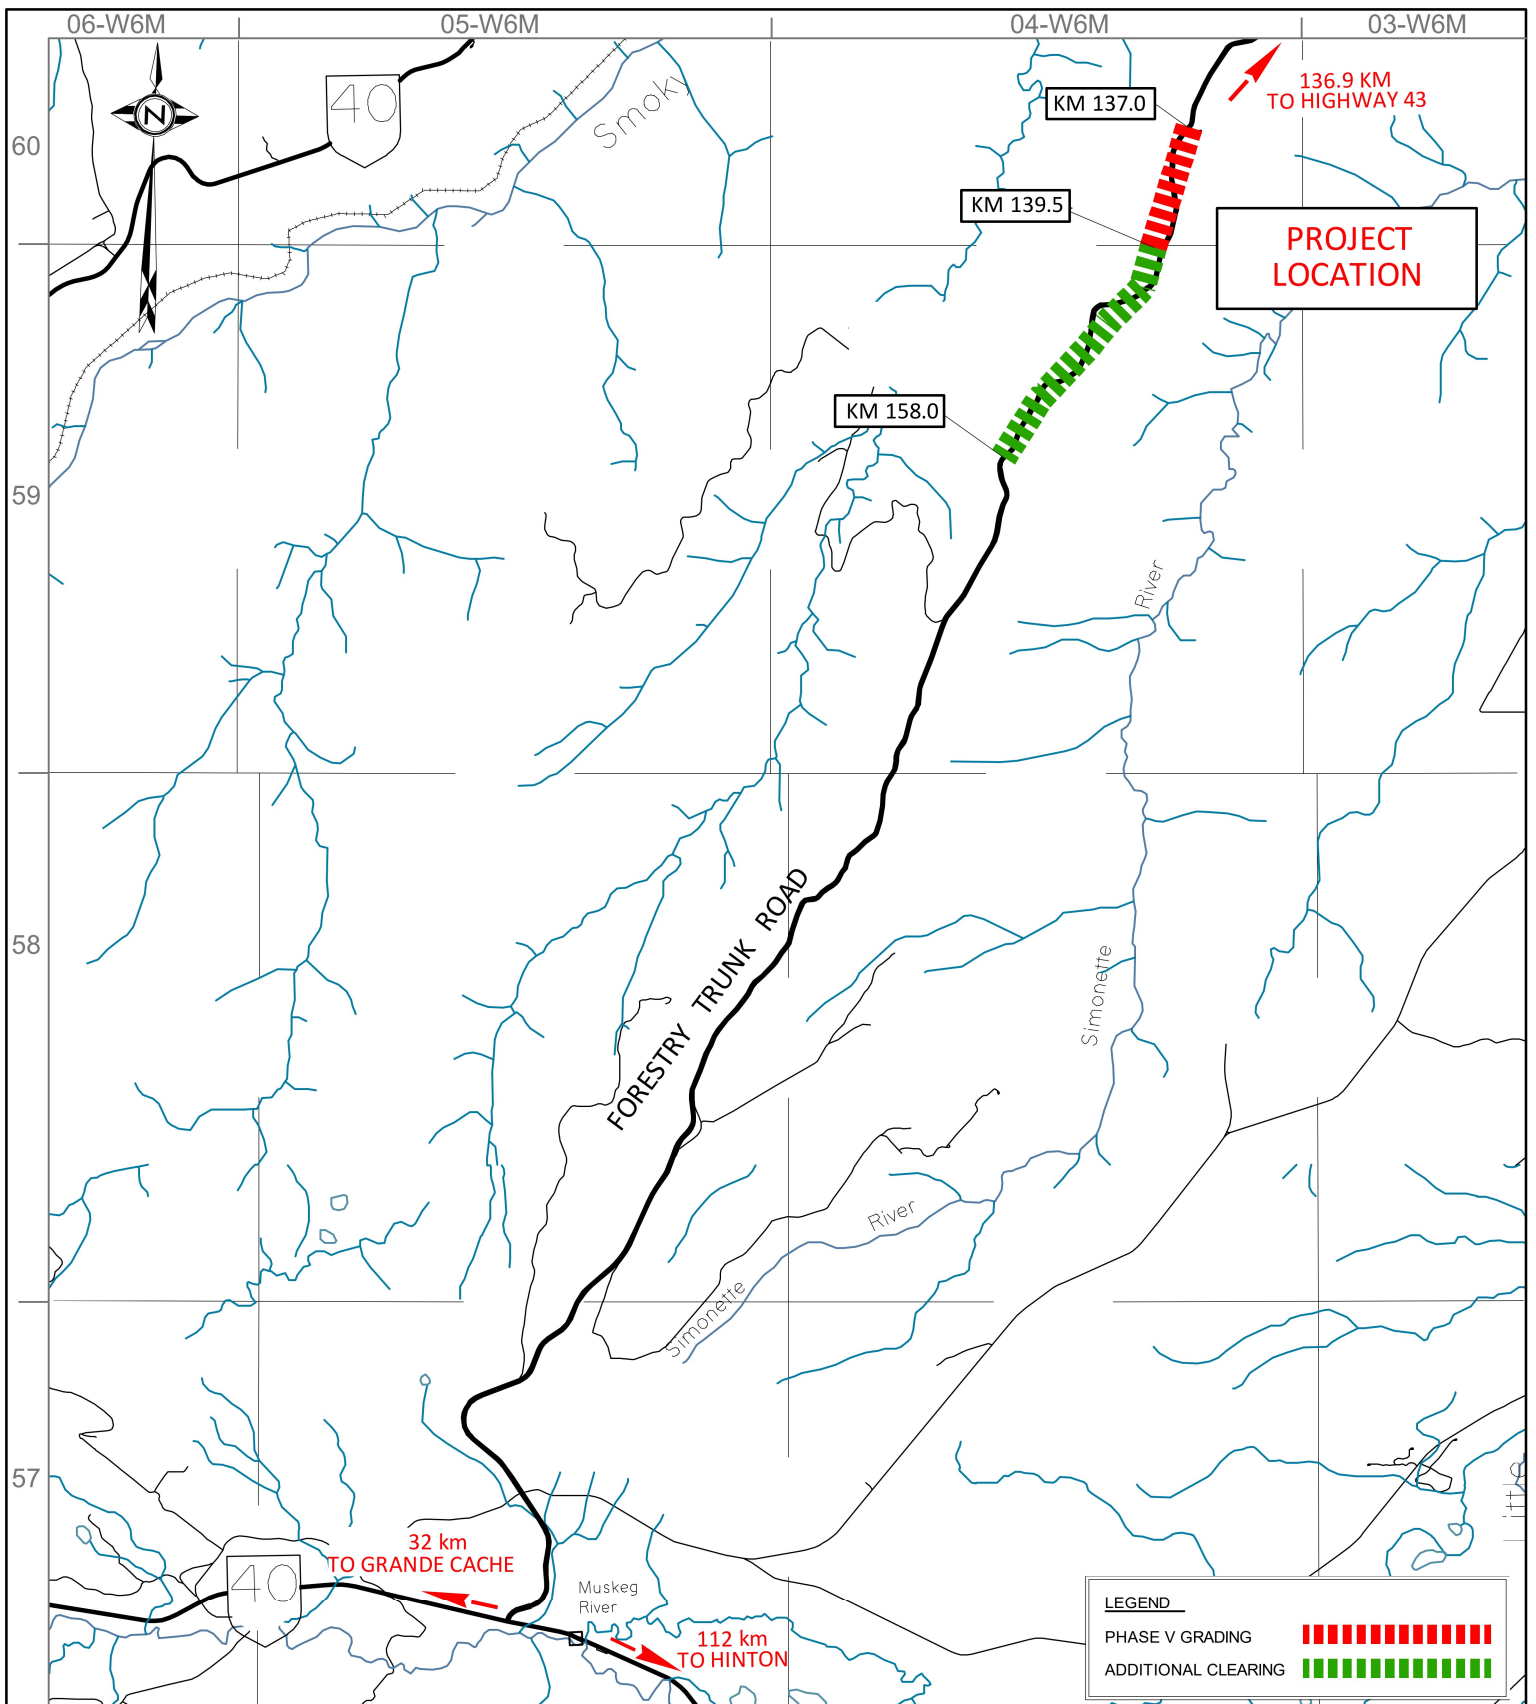 06-W6M
05-W6M
04-W6M
03-W6M
40
N
Smoky
136.9 KM
TO HIGHWAY 43
KM 137.0
60
KM 139.5
PROJECT
LOCATION
KM 158.0
59
River
FORESTRY TRUNK ROAD
58
Simonette
River
Simonette
57
32 km
TO GRANDE CACHE
40
Muskeg
River
112 km
TO HINTON
LEGEND
PHASE V GRADING
ADDITIONAL CLEARING